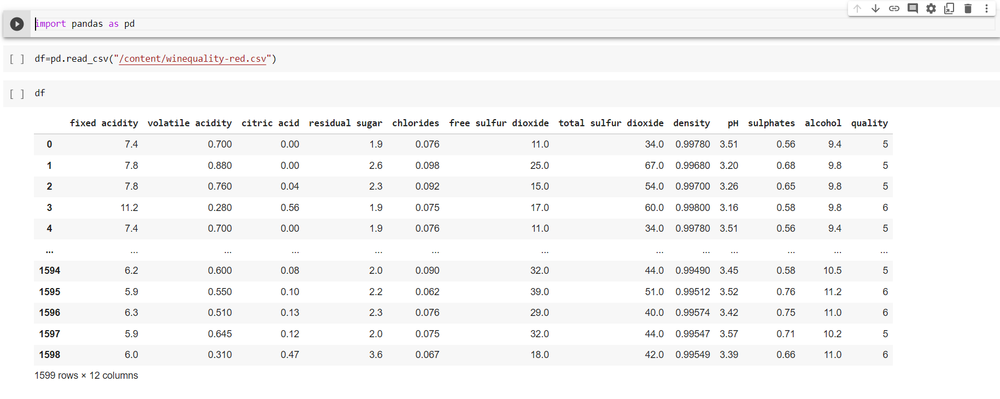 import pandas as pd
[ ] df=pd.read_csv("/content/winequality-red.csv")
[ ] df
fixed acidity volatile acidity citric acid residual sugar chlorides free sulfur dioxide total sulfur dioxide density pH sulphates alcohol quality
0 7.4 0.700 0.00 1.9 0.076 11.0 34.0 0.99780 3.51 0.56 9.4 5
1 7.8 0.880 0.00 2.6 0.098 25.0 67.0 0.99680 3.20 0.68 9.8 5
2 7.8 0.760 0.04 2.3 0.092 15.0 54.0 0.99700 3.26 0.65 9.8 5
3 11.2 0.280 0.56 1.9 0.075 17.0 60.0 0.99800 3.16 0.58 9.8 6
4 7.4 0.700 0.00 1.9 0.076 11.0 34.0 0.99780 3.51 0.56 9.4 5
... ... ... ... ... ... ... ... ... ... ... ... ...
1594 6.2 0.600 0.08 2.0 0.090 32.0 44.0 0.99490 3.45 0.58 10.5 5
1595 5.9 0.550 0.10 2.2 0.062 39.0 51.0 0.99512 3.52 0.76 11.2 6
1596 6.3 0.510 0.13 2.3 0.076 29.0 40.0 0.99574 3.42 0.75 11.0 6
1597 5.9 0.645 0.12 2.0 0.075 32.0 44.0 0.99547 3.57 0.71 10.2 5
1598 6.0 0.310 0.47 3.6 0.067 18.0 42.0 0.99549 3.39 0.66 11.0 6
1599 rows × 12 columns